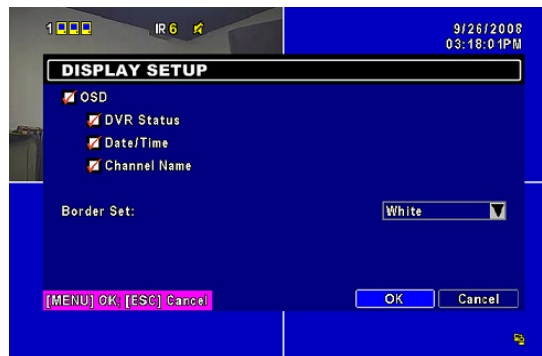 1 IR 6 9/26/2008
03:18:01PM
DISPLAY SETUP
OSD
DVR Status
Date/Time
Channel Name
Border Set: White
[MENU] OK; [ESC] Cancel OK Cancel